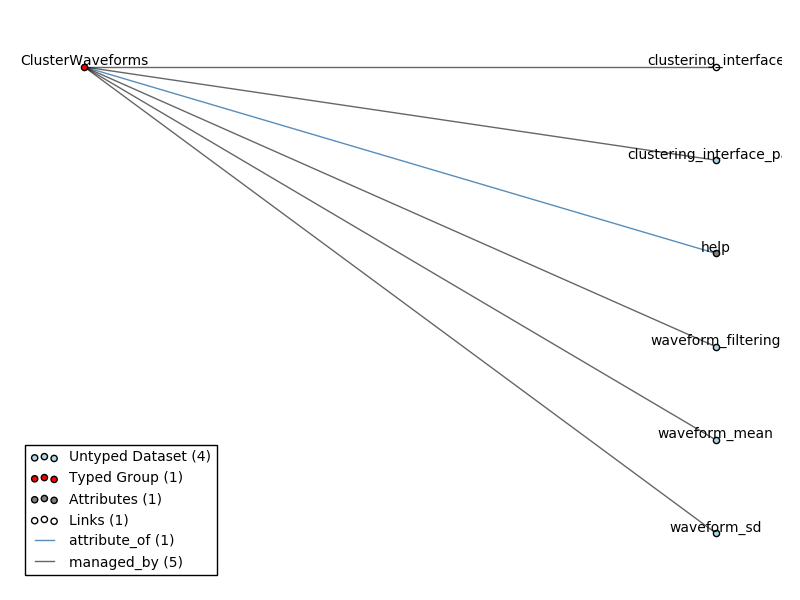 ClusterWaveforms
clustering_interface
clustering_interface_p
help
waveform_filtering
waveform_mean
waveform_sd
Untyped Dataset (4)
Typed Group (1)
Attributes (1)
Links (1)
attribute_of (1)
managed_by (5)